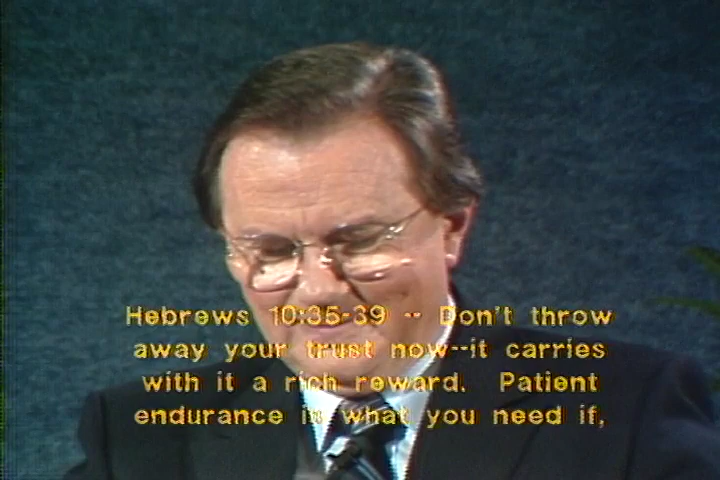 Hebrews 10:35-39 -- Don't throw
away your trust now--it carries
with it a rich reward. Patient
endurance is what you need if,